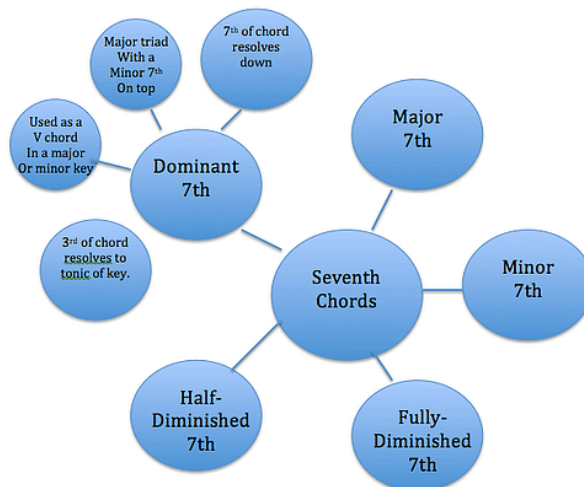 Major triad
With a
Minor 7th
On top
7th of chord
resolves
down
Used as a
V chord
In a major
Or minor key
Dominant
7th
Major
7th
3rd of chord
resolves to
tonic of key.
Seventh
Chords
Minor
7th
Half-
Diminished
7th
Fully-
Diminished
7th